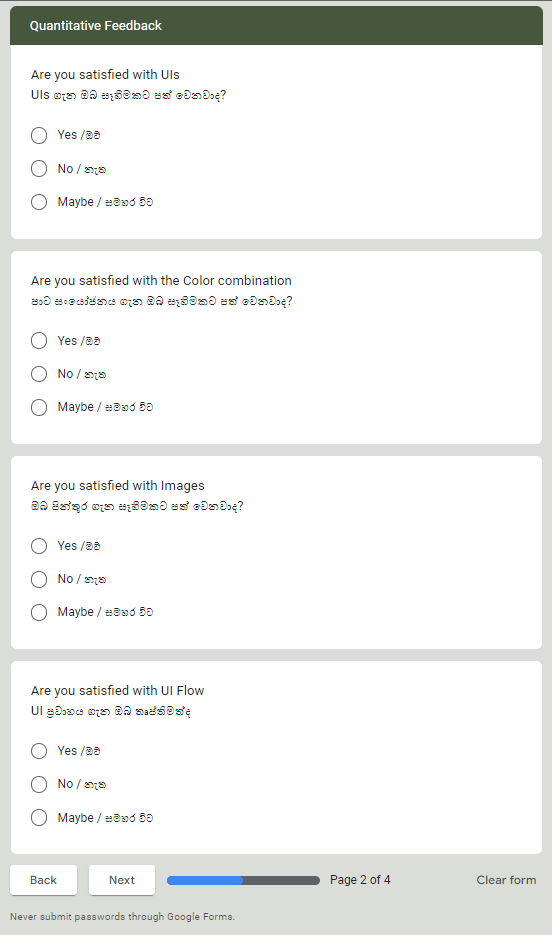 Quantitative Feedback
Are you satisfied with UIs
UIs ගැන ඔබ සෑහීමකට පත් වෙනවාද?
Yes /ඔව්
No / නැත
Maybe / සමහර විට
Are you satisfied with the Color combination
පාට සංයෝජනය ගැන ඔබ සෑහීමකට පත් වෙනවාද?
Yes /ඔව්
No / නැත
Maybe / සමහර විට
Are you satisfied with Images
ඔබ පින්තූර ගැන සෑහීමකට පත් වෙනවාද?
Yes /ඔව්
No / නැත
Maybe / සමහර විට
Are you satisfied with UI Flow
UI ප්‍රවාහය ගැන ඔබ තෘප්තිමත්ද
Yes /ඔව්
No / නැත
Maybe / සමහර විට
Back Next Page 2 of 4 Clear form
Never submit passwords through Google Forms.